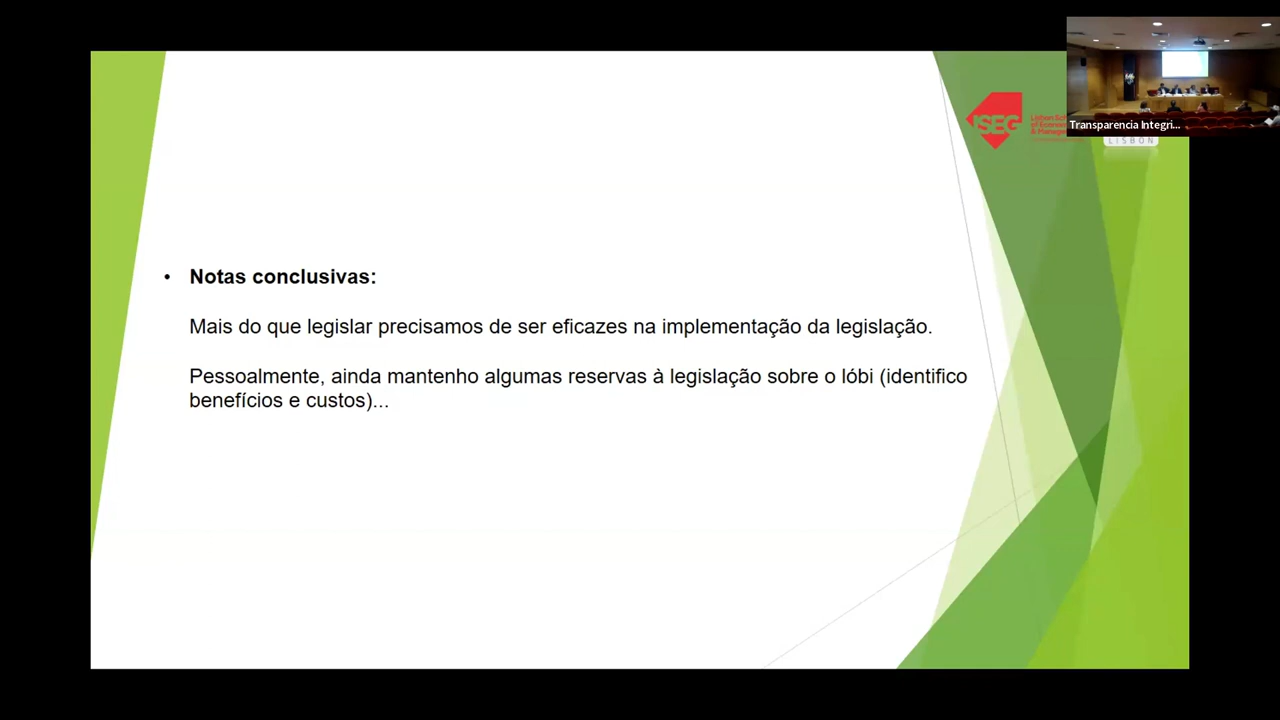 ISEG
Transparencia Integri...
LISBON
• Notas conclusivas:
Mais do que legislar precisamos de ser eficazes na implementação da legislação.
Pessoalmente, ainda mantenho algumas reservas à legislação sobre o lóbi (identifico
benefícios e custos)...